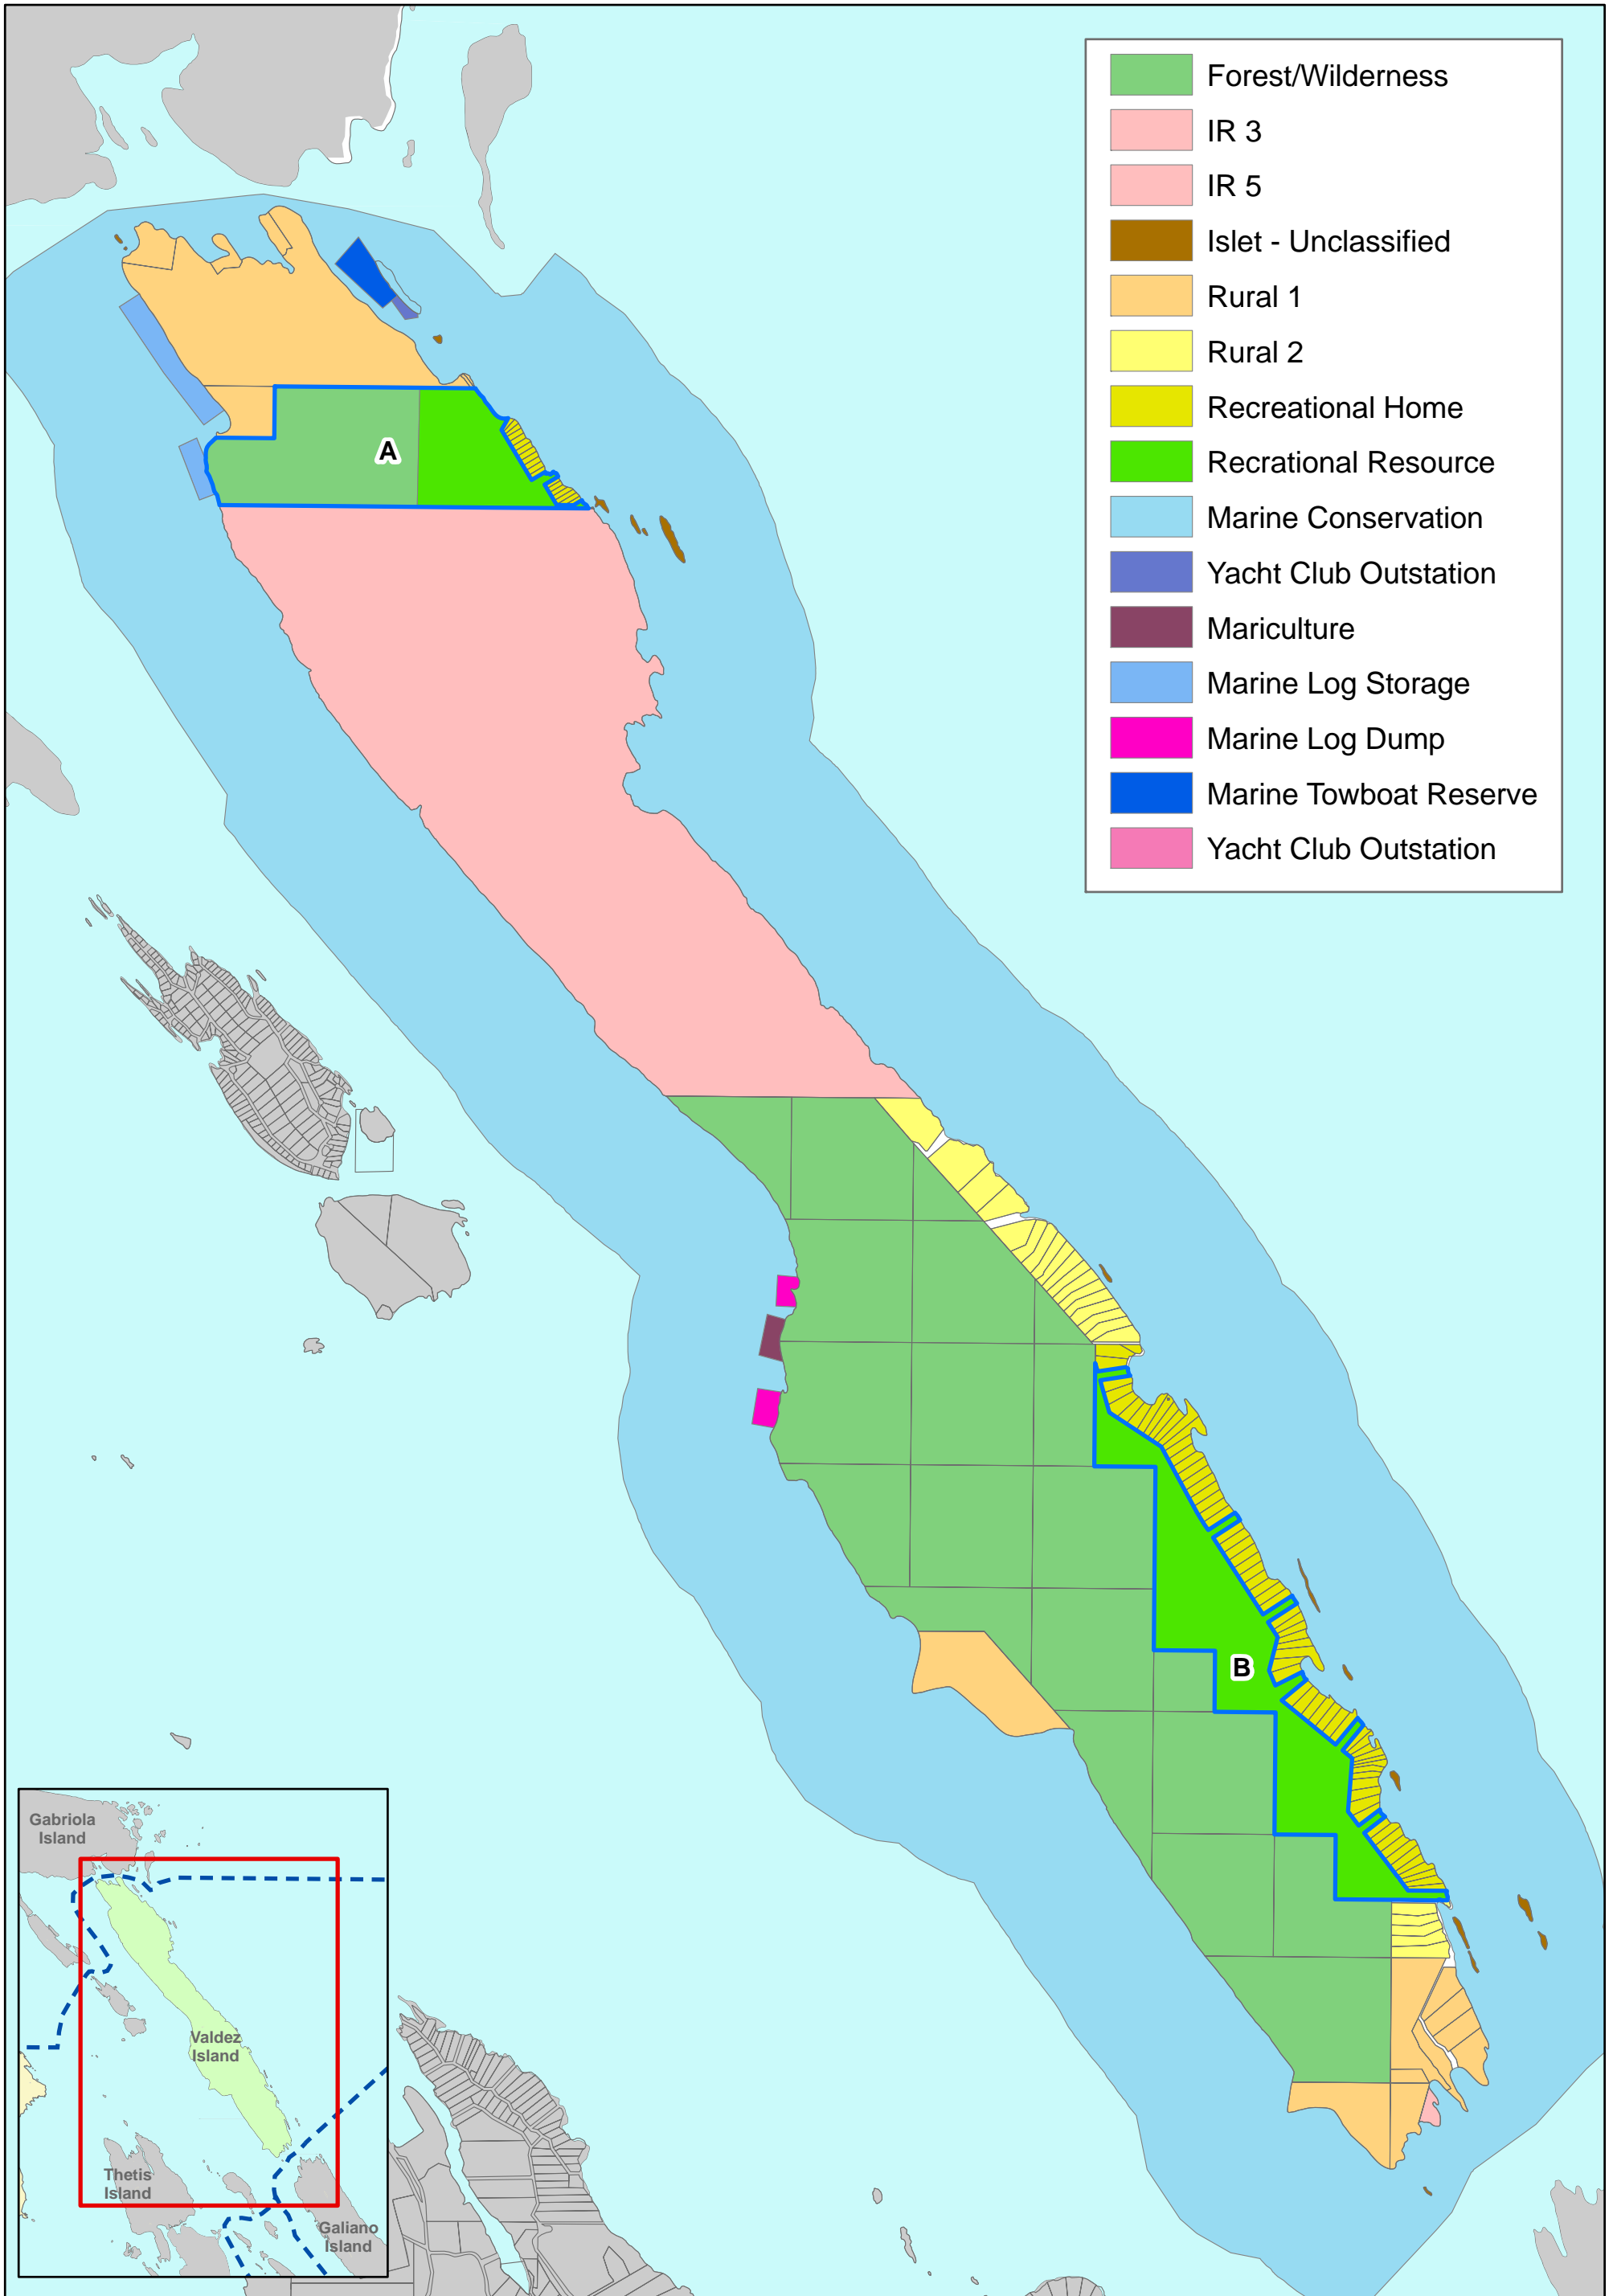 Forest/Wilderness
IR 3
IR 5
Islet - Unclassified
Rural 1
Rural 2
Recreational Home
Recrational Resource
Marine Conservation
Yacht Club Outstation
Mariculture
Marine Log Storage
Marine Log Dump
Marine Towboat Reserve
Yacht Club Outstation
A
B
Gabriola
Island
Valdez
Island
Thetis
Island
Galiano
Island